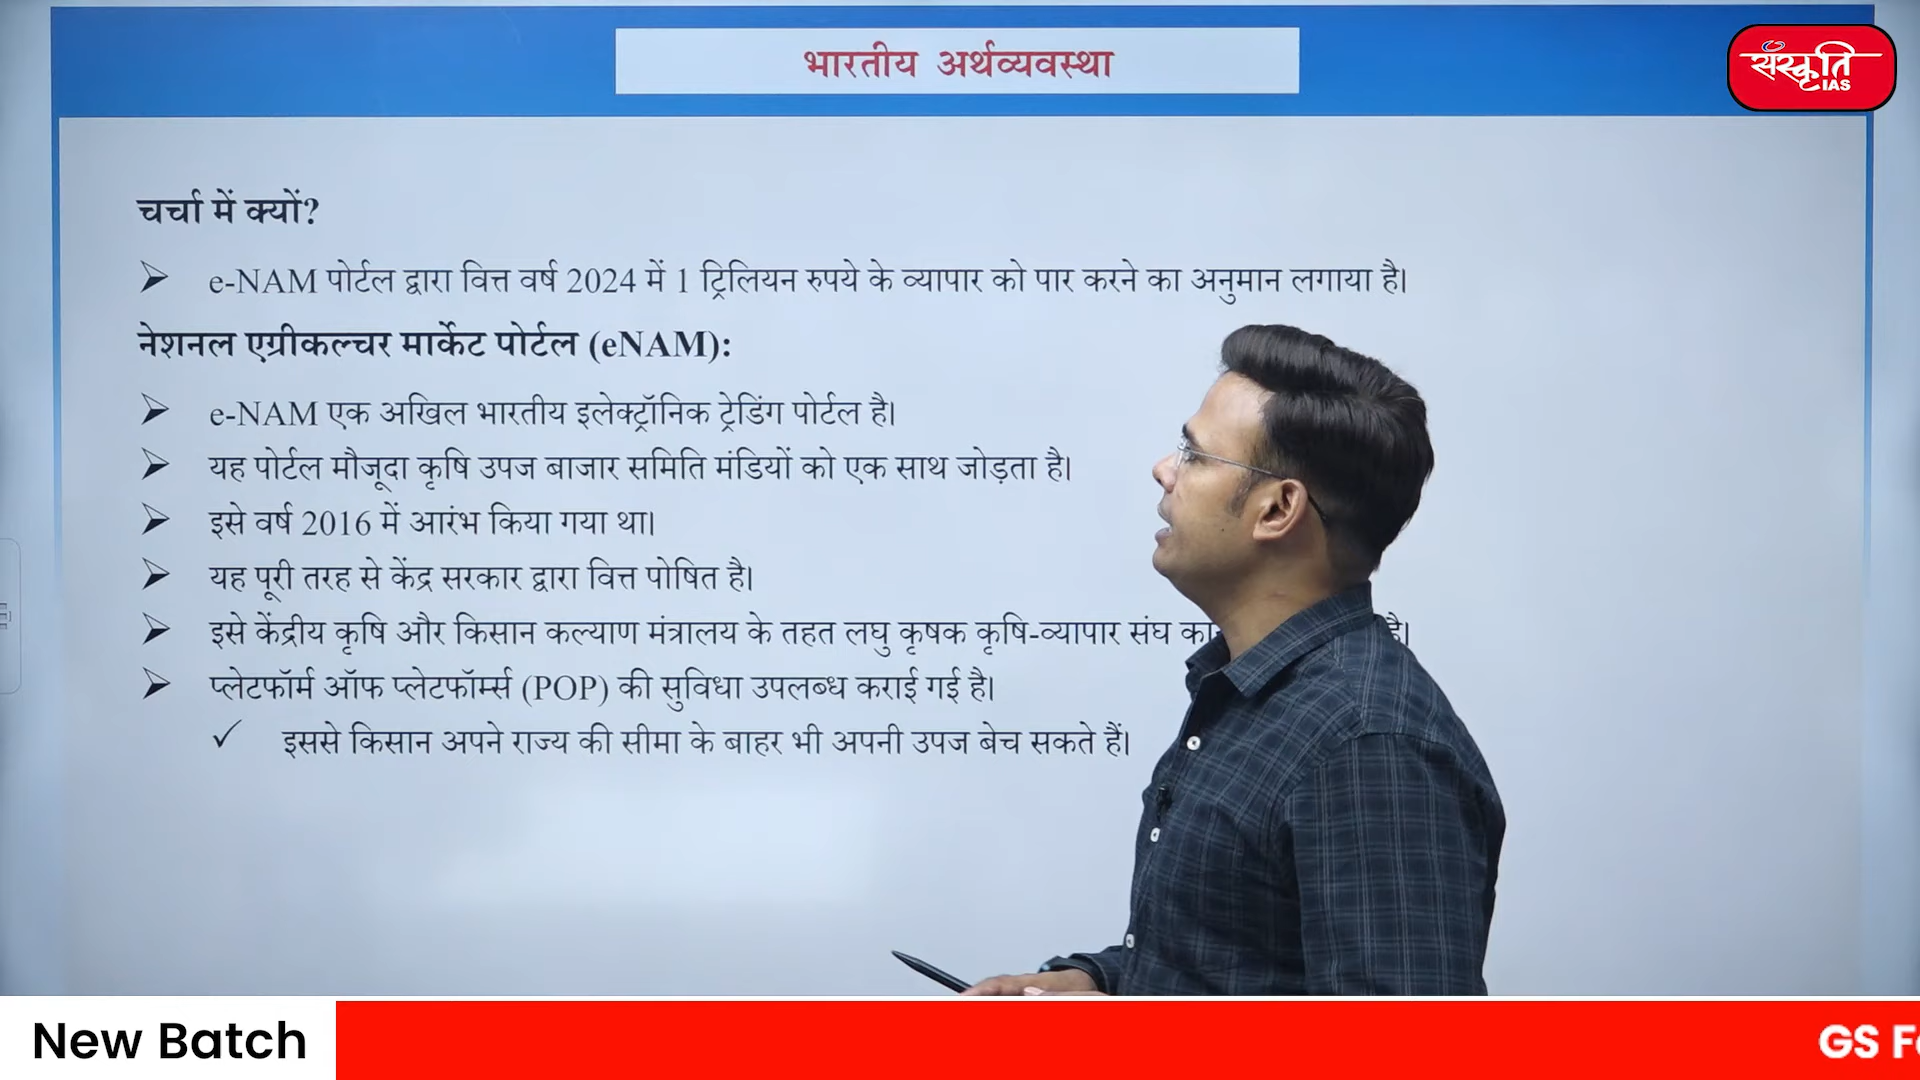 भारतीय अर्थव्यवस्था
संस्कृति
IAS
चर्चा में क्यों?
e-NAM पोर्टल द्वारा वित्त वर्ष 2024 में 1 ट्रिलियन रुपये के व्यापार को पार करने का अनुमान लगाया है।
नेशनल एग्रीकल्चर मार्केट पोर्टल (eNAM):
e-NAM एक अखिल भारतीय इलेक्ट्रॉनिक ट्रेडिंग पोर्टल है।
यह पोर्टल मौजूदा कृषि उपज बाजार समिति मंडियों को एक साथ जोड़ता है।
इसे वर्ष 2016 में आरंभ किया गया था।
यह पूरी तरह से केंद्र सरकार द्वारा वित्त पोषित है।
इसे केंद्रीय कृषि और किसान कल्याण मंत्रालय के तहत लघु कृषक कृषि-व्यापार संघ है।
प्लेटफॉर्म ऑफ प्लेटफॉर्म्स (POP) की सुविधा उपलब्ध कराई गई है।
✓ इससे किसान अपने राज्य की सीमा के बाहर भी अपनी उपज बेच सकते हैं।
New Batch
GS